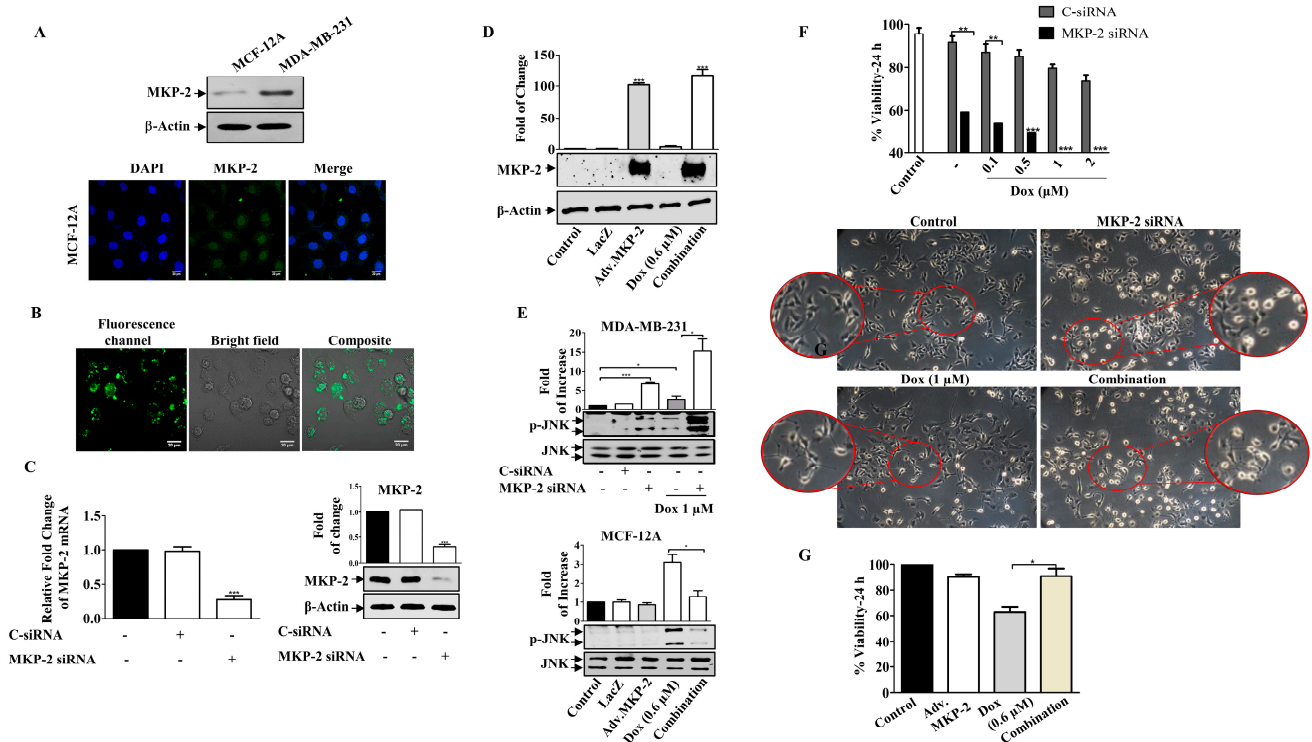 A
MCF-12A
MDA-MB-231
MKP-2
β-Actin
DAPI
MKP-2
Merge
MCF-12A
B
Fluorescence
channel
Bright field
Composite
C
Relative Fold Change
of MKP-2 mRNA
1.5
1.0
0.5
0.0
***
C-siRNA
- + -
MKP-2 siRNA
- - +
MKP-2
Fold
of change
1.5
1.0
0.5
0.0
***
MKP-2
β-Actin
C-siRNA
- + -
MKP-2 siRNA
- - +
D
Fold of Change
150
100
50
0
***
***
MKP-2
β-Actin
Control
LacZ
Adv.MKP-2
Dox (0.6 µM)
Combination
E
MDA-MB-231
Fold
of Increase
20
15
10
5
0
*
***
*
p-JNK
JNK
C-siRNA
- + - - -
MKP-2 siRNA
- - + - +
Dox 1 µM
MCF-12A
Fold
of Increase
4
3
2
1
0
*
p-JNK
JNK
Control
LacZ
Adv.MKP-2
Dox (0.6 µM)
Combination
F
C-siRNA
MKP-2 siRNA
% Viability-24 h
100
80
60
40
**
**
***
***
***
Control
-
0.1
0.5
1
2
Dox (µM)
Control
MKP-2 siRNA
G
Dox (1 µM)
Combination
G
% Viability-24 h
100
80
60
40
20
0
*
Control
Adv.
MKP-2
Dox
(0.6 µM)
Combination